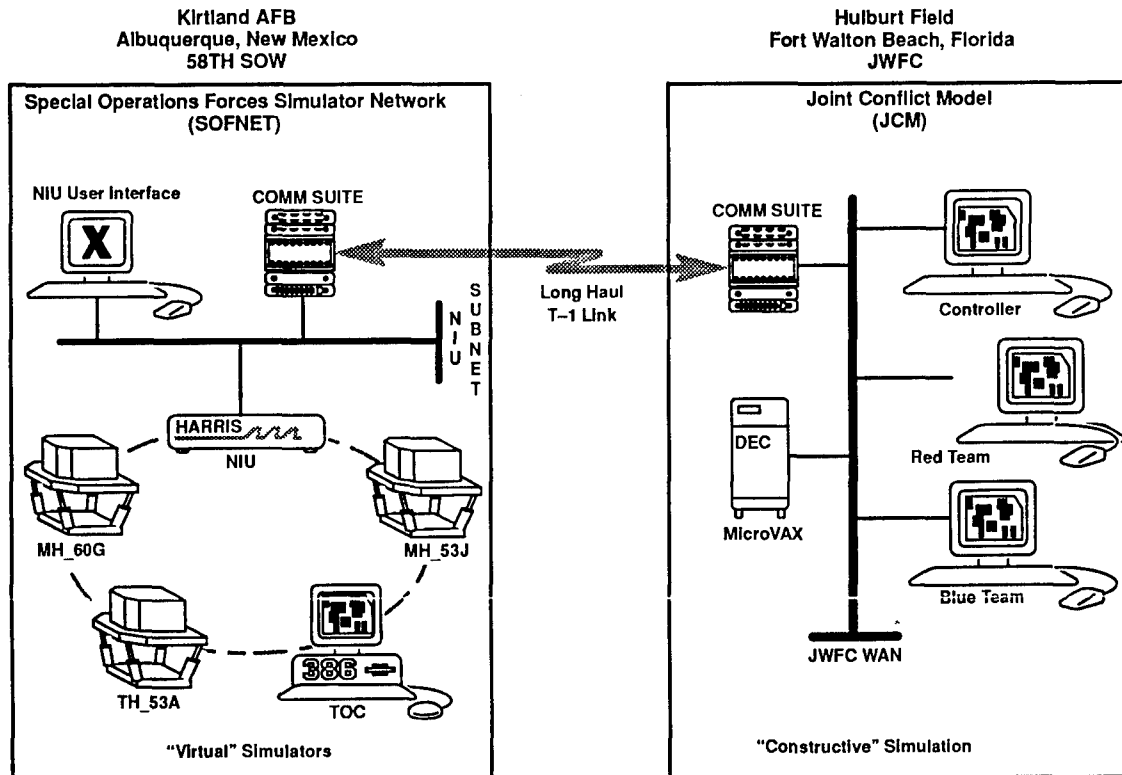 Kirtland AFB
Albuquerque, New Mexico
58TH SOW
Special Operations Forces Simulator Network
(SOFNET)
NIU User Interface
X
COMM SUITE
NIU
SUBNET
HARRIS
NIU
MH_60G
MH_53J
TH_53A
386
TOC
"Virtual" Simulators
Long Haul
T-1 Link
Hulburt Field
Fort Walton Beach, Florida
JWFC
Joint Conflict Model
(JCM)
COMM SUITE
Controller
DEC
MicroVAX
Red Team
Blue Team
JWFC WAN
"Constructive" Simulation